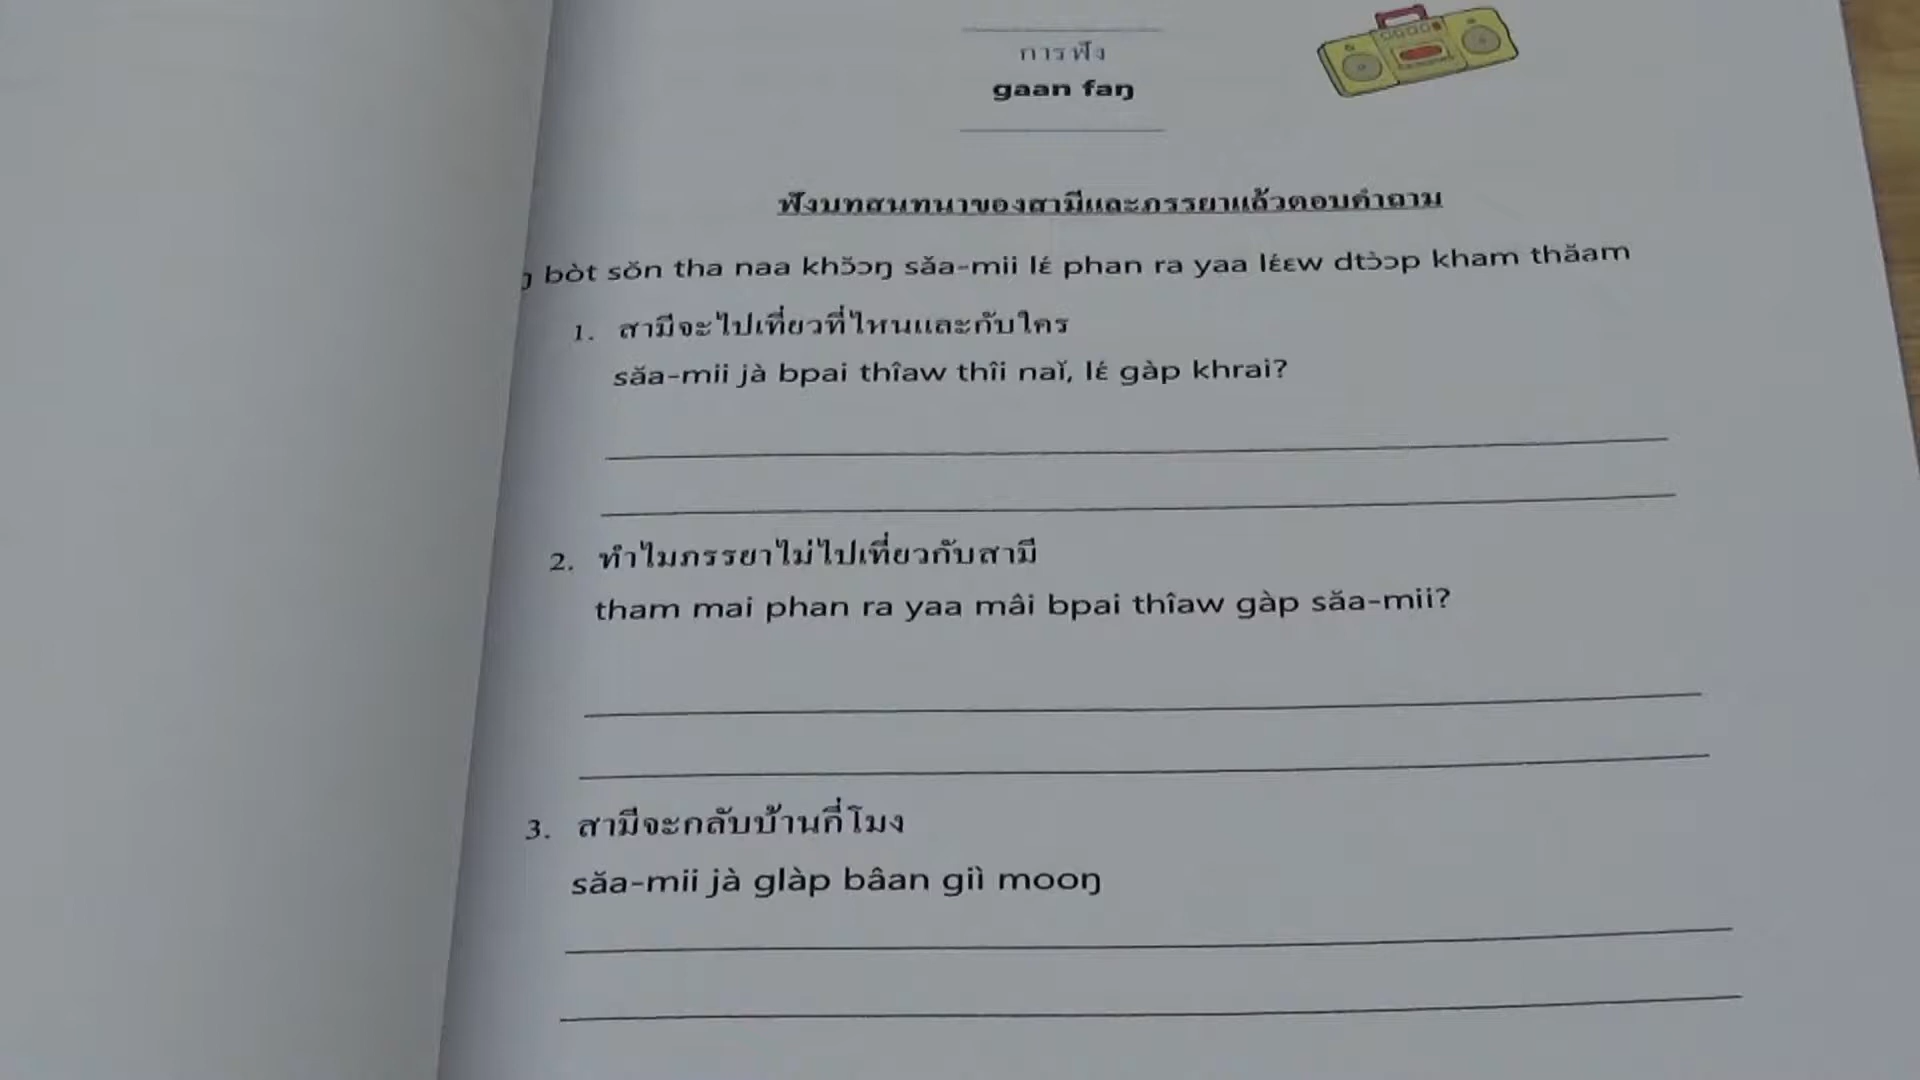 การฟัง
gaan faŋ
ฟังบทสนทนาของสามีและภรรยาแล้วตอบคำถาม
bòt sǒn tha naa khɔ̌ɔŋ sǎa-mii lɛ́ phan ra yaa lɛ́ɛw dtɔ̀ɔp kham thǎam
1. สามีจะไปเที่ยวที่ไหนและกับใคร
sǎa-mii jà bpai thîaw thîi naǐ, lɛ́ gàp khrai?
2. ทำไมภรรยาไม่ไปเที่ยวกับสามี
tham mai phan ra yaa mâi bpai thîaw gàp sǎa-mii?
3. สามีจะกลับบ้านกี่โมง
sǎa-mii jà glàp bâan giì mooŋ